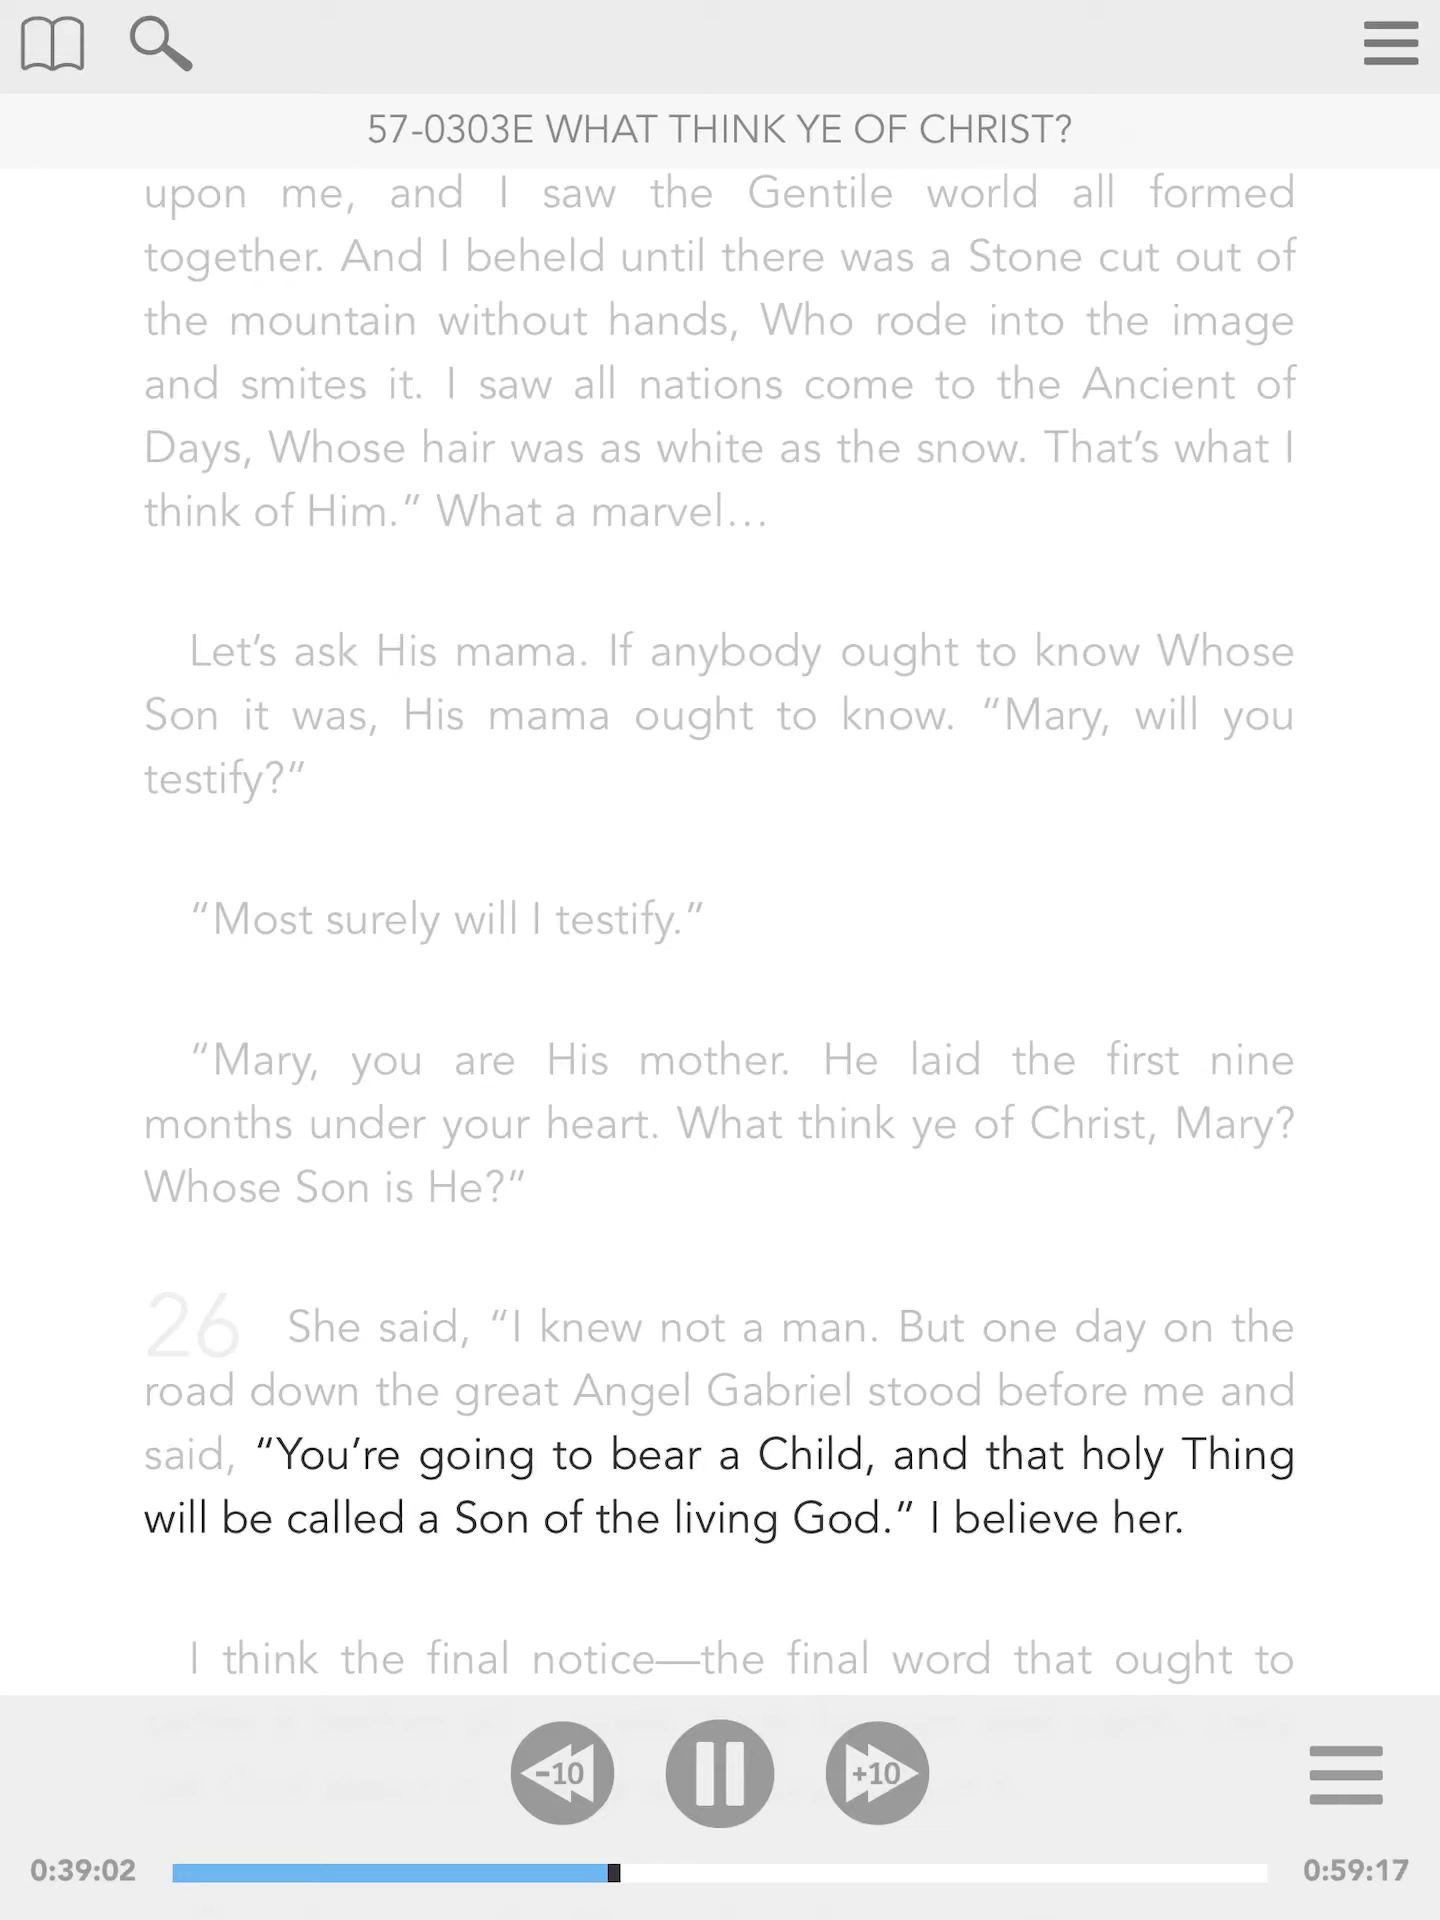 57-0303E WHAT THINK YE OF CHRIST?
upon me, and I saw the Gentile world all formed
together. And I beheld until there was a Stone cut out of
the mountain without hands, Who rode into the image
and smites it. I saw all nations come to the Ancient of
Days, Whose hair was as white as the snow. That’s what I
think of Him.” What a marvel…
Let’s ask His mama. If anybody ought to know Whose
Son it was, His mama ought to know. “Mary, will you
testify?”
“Most surely will I testify.”
“Mary, you are His mother. He laid the first nine
months under your heart. What think ye of Christ, Mary?
Whose Son is He?”
26 She said, “I knew not a man. But one day on the
road down the great Angel Gabriel stood before me and
said, “You’re going to bear a Child, and that holy Thing
will be called a Son of the living God.” I believe her.
I think the final notice—the final word that ought to
-10 +10
0:39:02 0:59:17